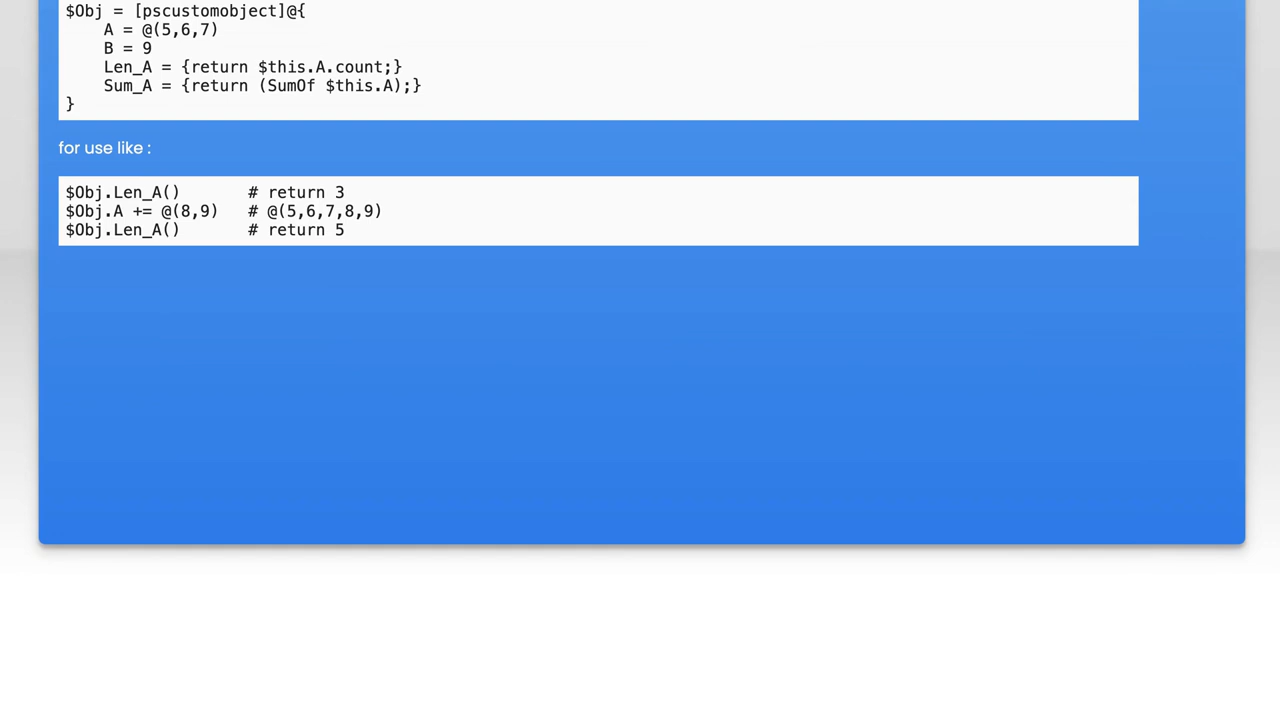 $Obj = [pscustomobject]@{
    A = @(5,6,7)
    B = 9
    Len_A = {return $this.A.count;}
    Sum_A = {return (SumOf $this.A);}
}
for use like :
$Obj.Len_A()       # return 3
$Obj.A += @(8,9)   # @(5,6,7,8,9)
$Obj.Len_A()       # return 5